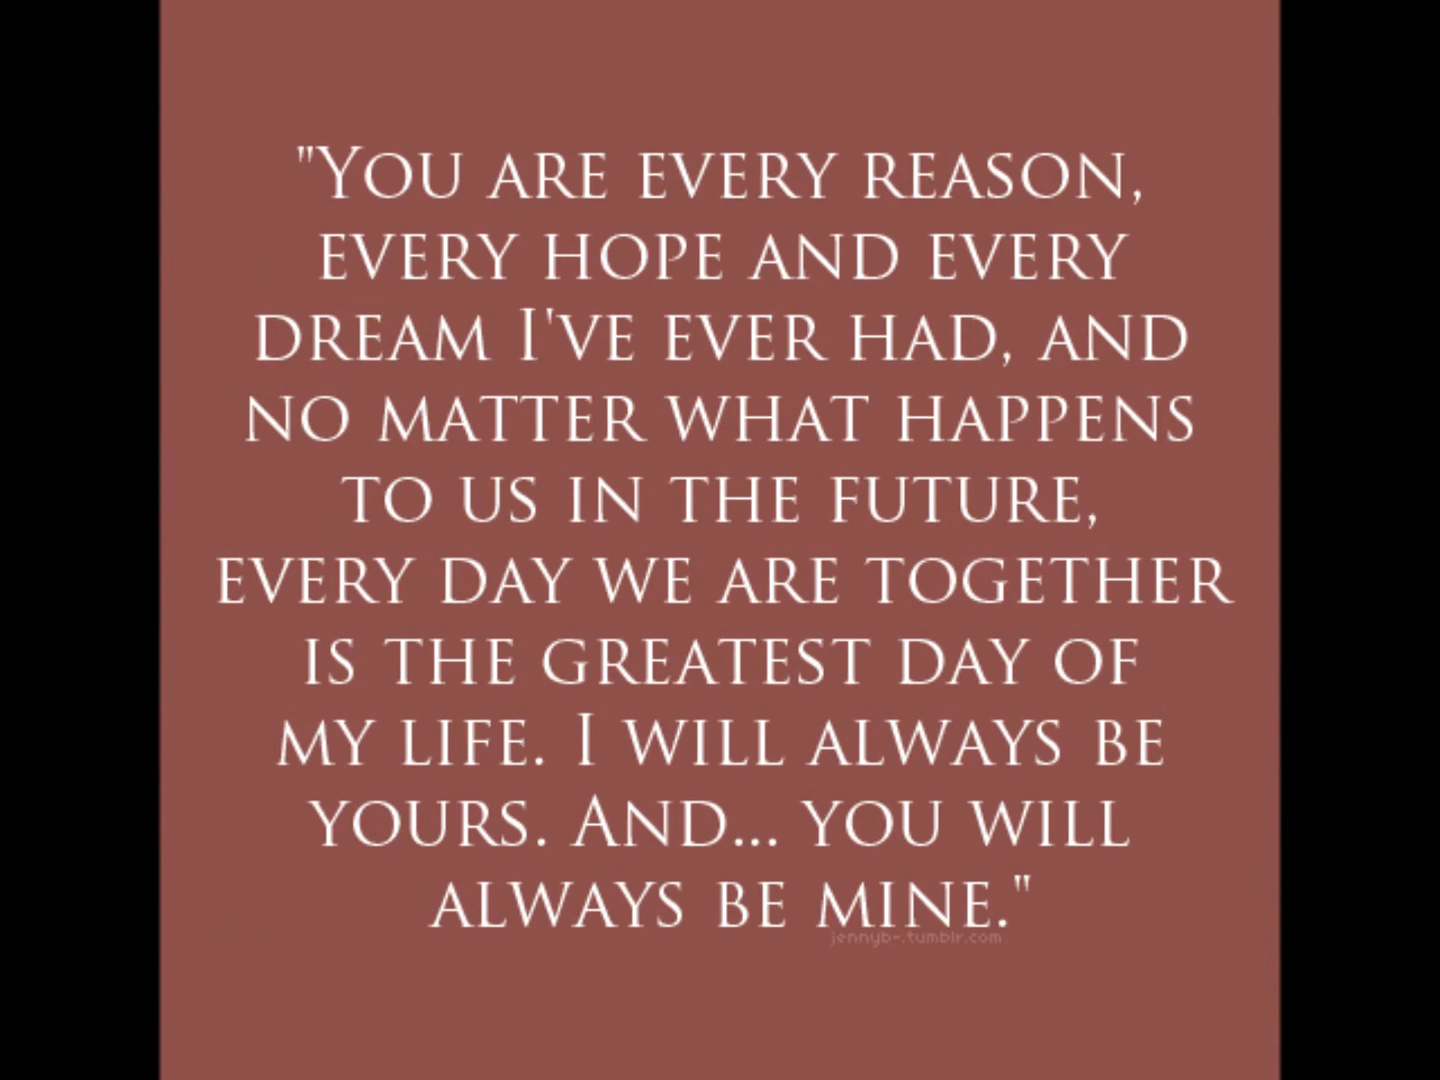 "You are every reason,
every hope and every
dream I've ever had, and
no matter what happens
to us in the future,
every day we are together
is the greatest day of
my life. I will always be
yours. And... you will
always be mine."
jennyb-.tumblr.com